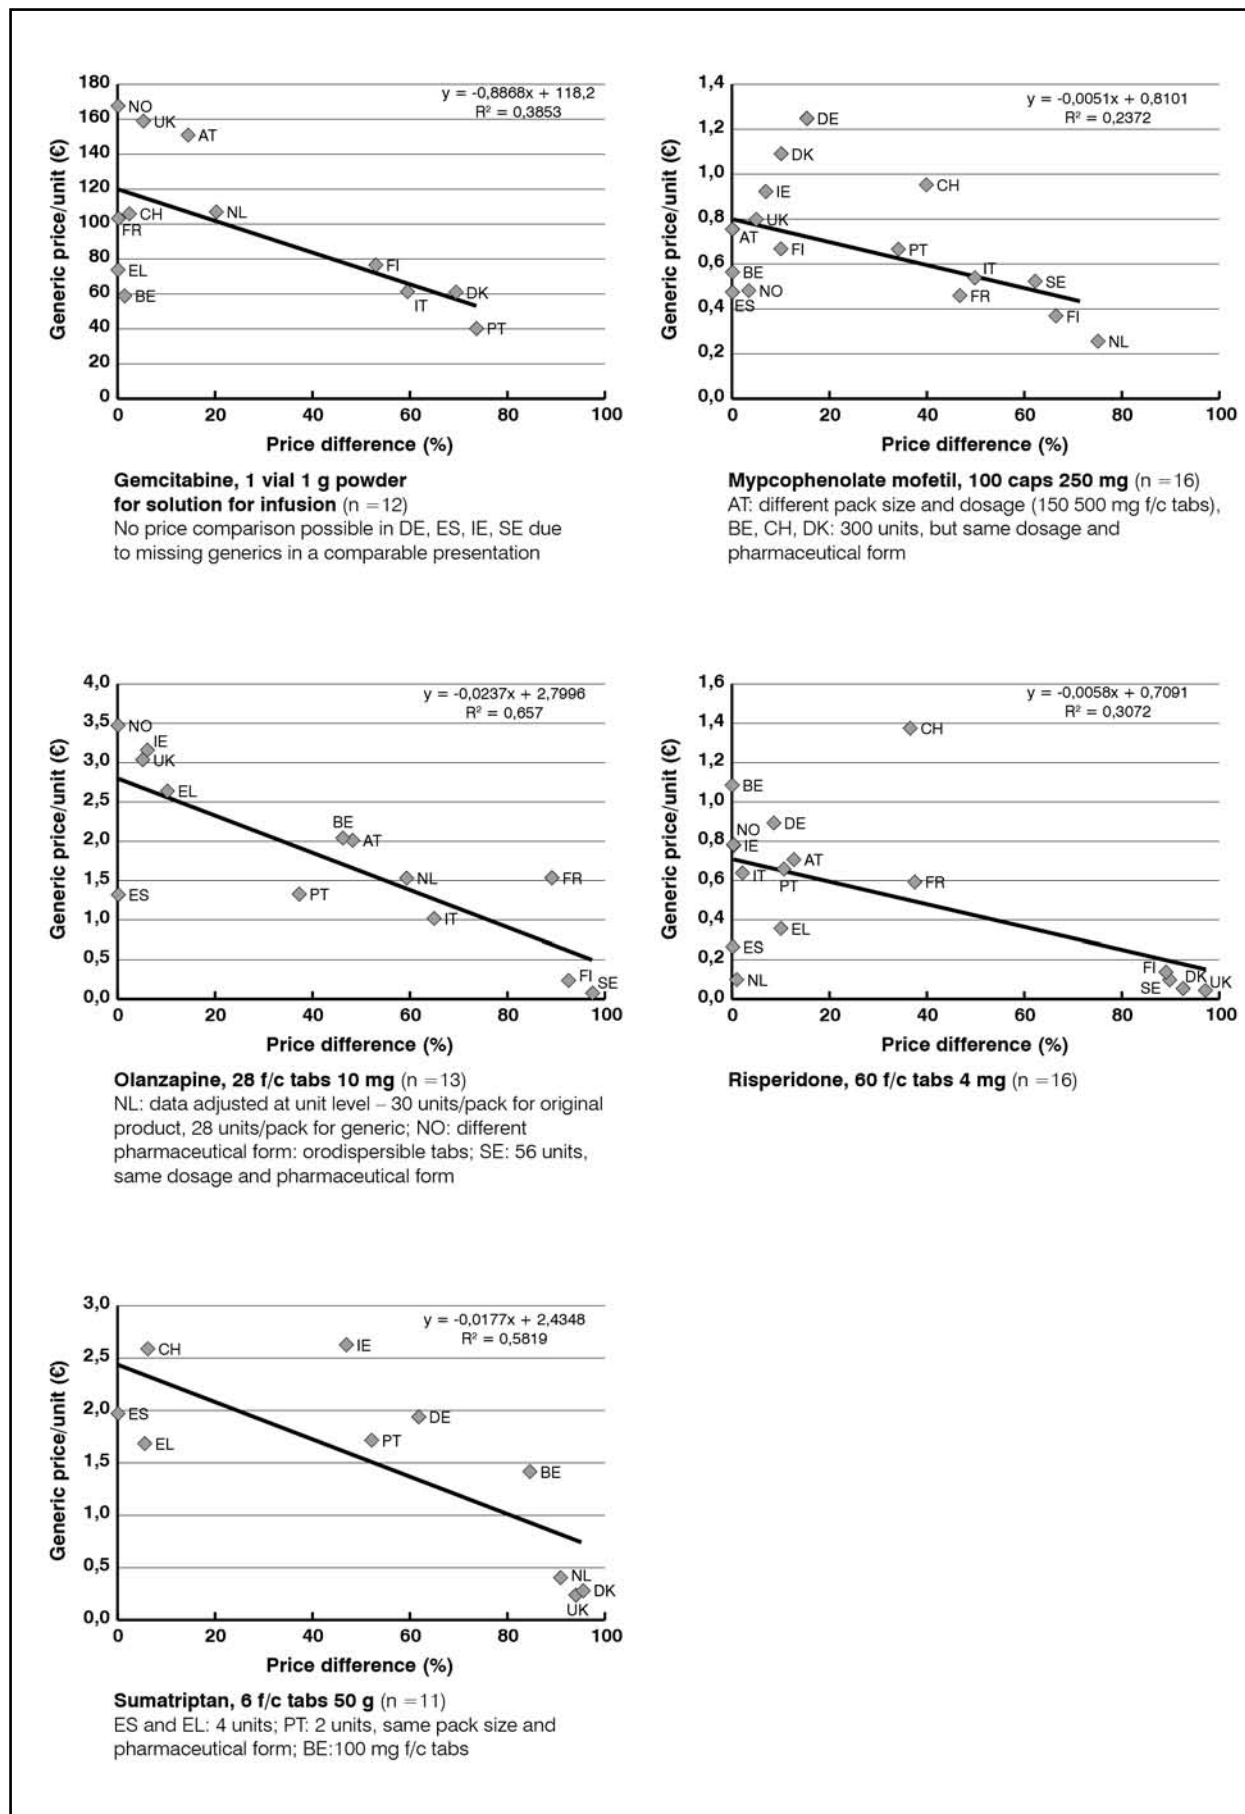 180
160
140
120
100
80
60
40
20
0
Generic price/unit (€)
y = -0,8868x + 118,2
R² = 0,3853
NO
UK
AT
CH
FR
NL
EL
BE
FI
IT
DK
PT
0 20 40 60 80 100
Price difference (%)
Gemcitabine, 1 vial 1 g powder
for solution for infusion (n =12)
No price comparison possible in DE, ES, IE, SE due
to missing generics in a comparable presentation
1,4
1,2
1,0
0,8
0,6
0,4
0,2
0,0
Generic price/unit (€)
y = -0,0051x + 0,8101
R² = 0,2372
DE
DK
IE
CH
UK
AT
FI
PT
BE
IT
SE
NO
ES
FR
FI
NL
0 20 40 60 80 100
Price difference (%)
Mypcophenolate mofetil, 100 caps 250 mg (n =16)
AT: different pack size and dosage (150 500 mg f/c tabs),
BE, CH, DK: 300 units, but same dosage and
pharmaceutical form
4,0
3,5
3,0
2,5
2,0
1,5
1,0
0,5
0,0
Generic price/unit (€)
y = -0,0237x + 2,7996
R² = 0,657
NO
IE
UK
EL
BE
AT
ES
PT
NL
FR
IT
FI
SE
0 20 40 60 80 100
Price difference (%)
Olanzapine, 28 f/c tabs 10 mg (n =13)
NL: data adjusted at unit level – 30 units/pack for original
product, 28 units/pack for generic; NO: different
pharmaceutical form: orodispersible tabs; SE: 56 units,
same dosage and pharmaceutical form
1,6
1,4
1,2
1,0
0,8
0,6
0,4
0,2
0,0
Generic price/unit (€)
y = -0,0058x + 0,7091
R² = 0,3072
CH
BE
NO
DE
IE
AT
IT
PT
FR
EL
ES
NL
FI
DK
SE
UK
0 20 40 60 80 100
Price difference (%)
Risperidone, 60 f/c tabs 4 mg (n =16)
3,0
2,5
2,0
1,5
1,0
0,5
0,0
Generic price/unit (€)
y = -0,0177x + 2,4348
R² = 0,5819
CH
IE
ES
DE
EL
PT
BE
NL
DK
UK
0 20 40 60 80 100
Price difference (%)
Sumatriptan, 6 f/c tabs 50 g (n =11)
ES and EL: 4 units; PT: 2 units, same pack size and
pharmaceutical form; BE:100 mg f/c tabs